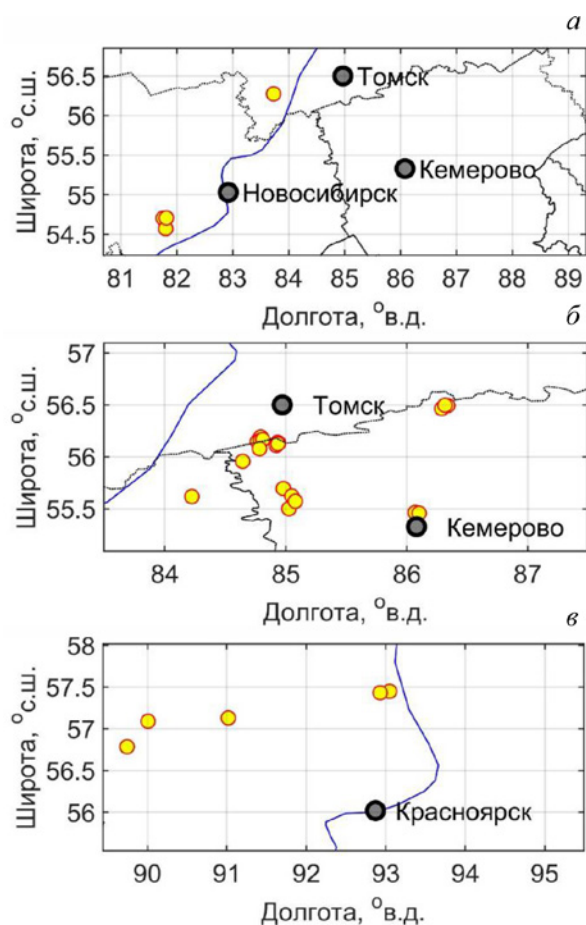 а
56.5
Томск
56
55.5
Кемерово
55
Новосибирск
54.5
Широта, °с.ш.
81 82 83 84 85 86 87 88 89
Долгота, °в.д.
б
57
56.5
Томск
56
55.5
Кемерово
Широта, °с.ш.
84 85 86 87
Долгота, °в.д.
в
58
57.5
57
56.5
56
Красноярск
Широта, °с.ш.
90 91 92 93 94 95
Долгота, °в.д.